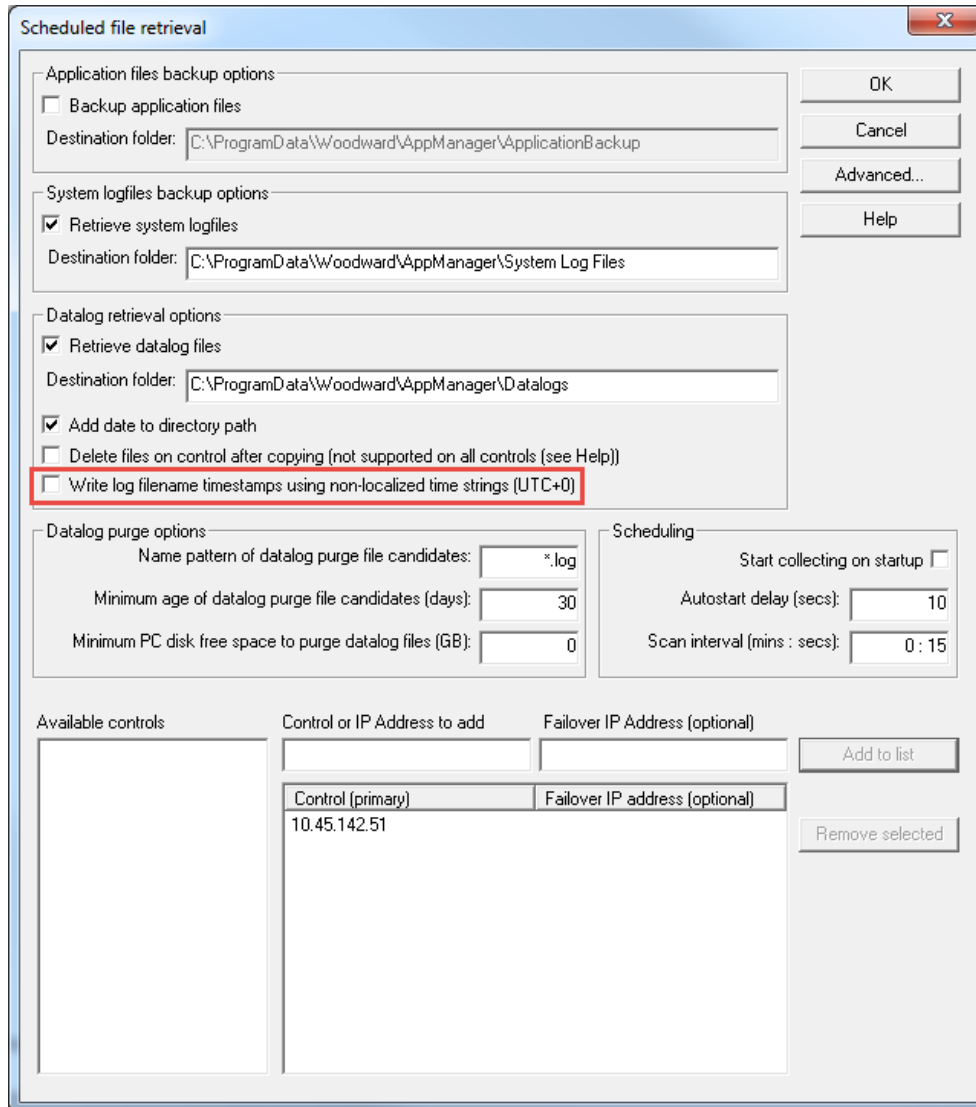 Scheduled file retrieval
Application files backup options
Backup application files
Destination folder: C:\ProgramData\Woodward\AppManager\ApplicationBackup
System logfiles backup options
Retrieve system logfiles
Destination folder: C:\ProgramData\Woodward\AppManager\System Log Files
Datalog retrieval options
Retrieve datalog files
Destination folder: C:\ProgramData\Woodward\AppManager\Datalogs
Add date to directory path
Delete files on control after copying (not supported on all controls (see Help))
Write log filename timestamps using non-localized time strings (UTC+0)
OK
Cancel
Advanced...
Help
Datalog purge options
Name pattern of datalog purge file candidates: *.log
Minimum age of datalog purge file candidates (days): 30
Minimum PC disk free space to purge datalog files (GB): 0
Scheduling
Start collecting on startup
Autostart delay (secs): 10
Scan interval (mins : secs): 0 : 15
Available controls
Control or IP Address to add
Failover IP Address (optional)
Add to list
Control (primary) Failover IP address (optional)
10.45.142.51
Remove selected